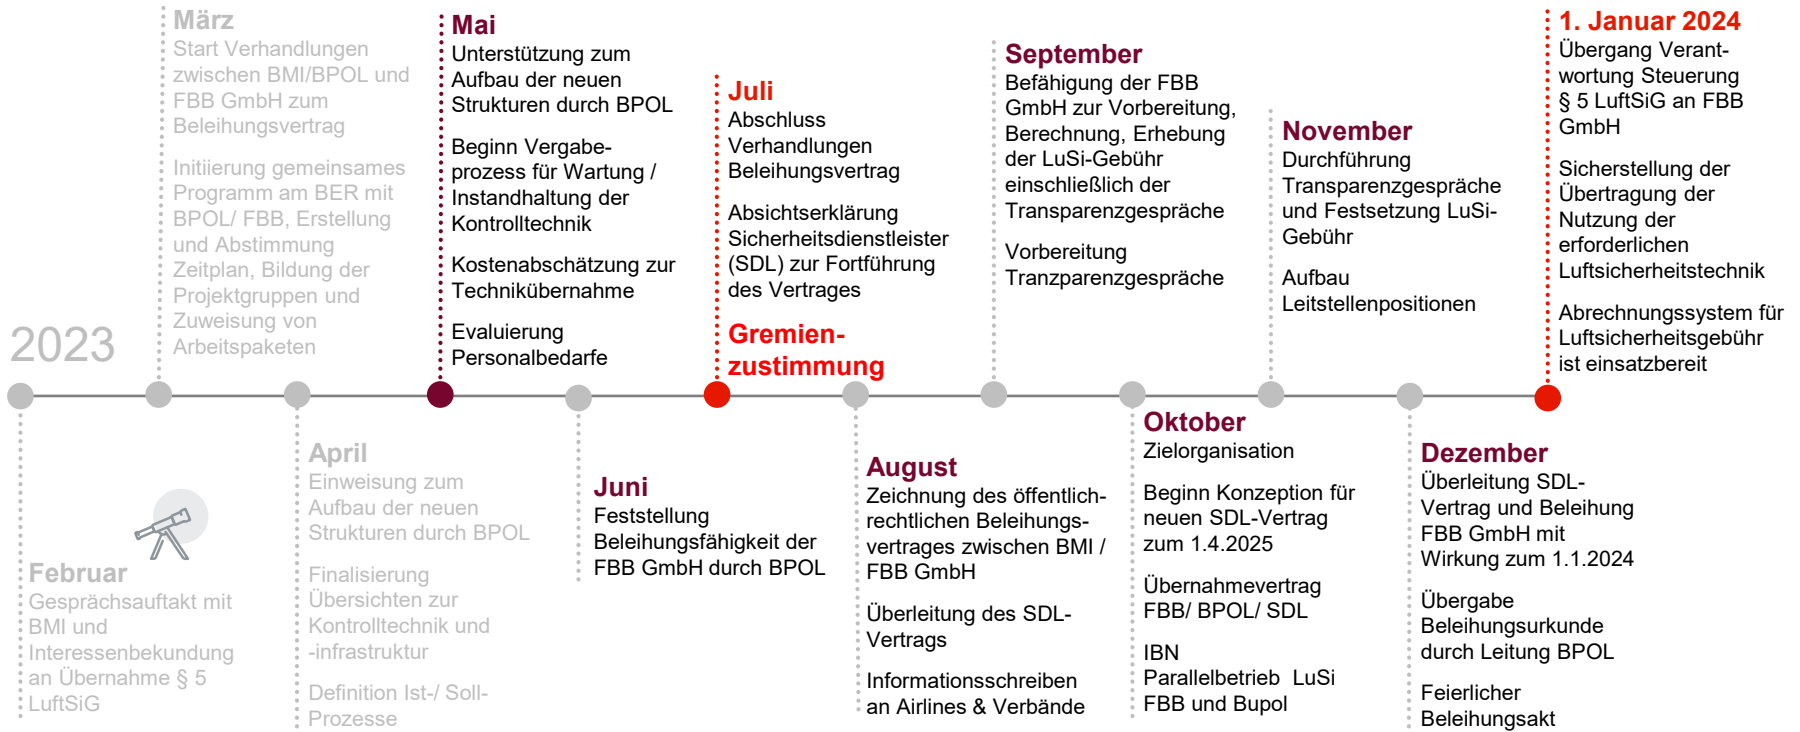 2023
Februar
Gesprächsauftakt mit
BMI und
Interessenbekundung
an Übernahme § 5
LuftSiG
März
Start Verhandlungen
zwischen BMI/BPOL und
FBB GmbH zum
Beleihungsvertrag
Initiierung gemeinsames
Programm am BER mit
BPOL/ FBB, Erstellung
und Abstimmung
Zeitplan, Bildung der
Projektgruppen und
Zuweisung von
Arbeitspaketen
April
Einweisung zum
Aufbau der neuen
Strukturen durch BPOL
Finalisierung
Übersichten zur
Kontrolltechnik und
-infrastruktur
Definition Ist-/ Soll-
Prozesse
Mai
Unterstützung zum
Aufbau der neuen
Strukturen durch BPOL
Beginn Vergabe-
prozess für Wartung /
Instandhaltung der
Kontrolltechnik
Kostenabschätzung zur
Technikübernahme
Evaluierung
Personalbedarfe
Juni
Feststellung
Beleihungsfähigkeit der
FBB GmbH durch BPOL
Juli
Abschluss
Verhandlungen
Beleihungsvertrag
Absichtserklärung
Sicherheitsdienstleister
(SDL) zur Fortführung
des Vertrages
Gremien-
zustimmung
August
Zeichnung des öffentlich-
rechtlichen Beleihungs-
vertrages zwischen BMI /
FBB GmbH
Überleitung des SDL-
Vertrags
Informationsschreiben
an Airlines & Verbände
September
Befähigung der FBB
GmbH zur Vorbereitung,
Berechnung, Erhebung
der LuSi-Gebühr
einschließlich der
Transparenzgespräche
Vorbereitung
Tranzparenzgespräche
Oktober
Zielorganisation
Beginn Konzeption für
neuen SDL-Vertrag
zum 1.4.2025
Übernahmevertrag
FBB/ BPOL/ SDL
IBN
Parallelbetrieb LuSi
FBB und Bupol
November
Durchführung
Transparenzgespräche
und Festsetzung LuSi-
Gebühr
Aufbau
Leitstellenpositionen
Dezember
Überleitung SDL-
Vertrag und Beleihung
FBB GmbH mit
Wirkung zum 1.1.2024
Übergabe
Beleihungsurkunde
durch Leitung BPOL
Feierlicher
Beleihungsakt
1. Januar 2024
Übergang Verant-
wortung Steuerung
§ 5 LuftSiG an FBB
GmbH
Sicherstellung der
Übertragung der
Nutzung der
erforderlichen
Luftsicherheitstechnik
Abrechnungssystem für
Luftsicherheitsgebühr
ist einsatzbereit